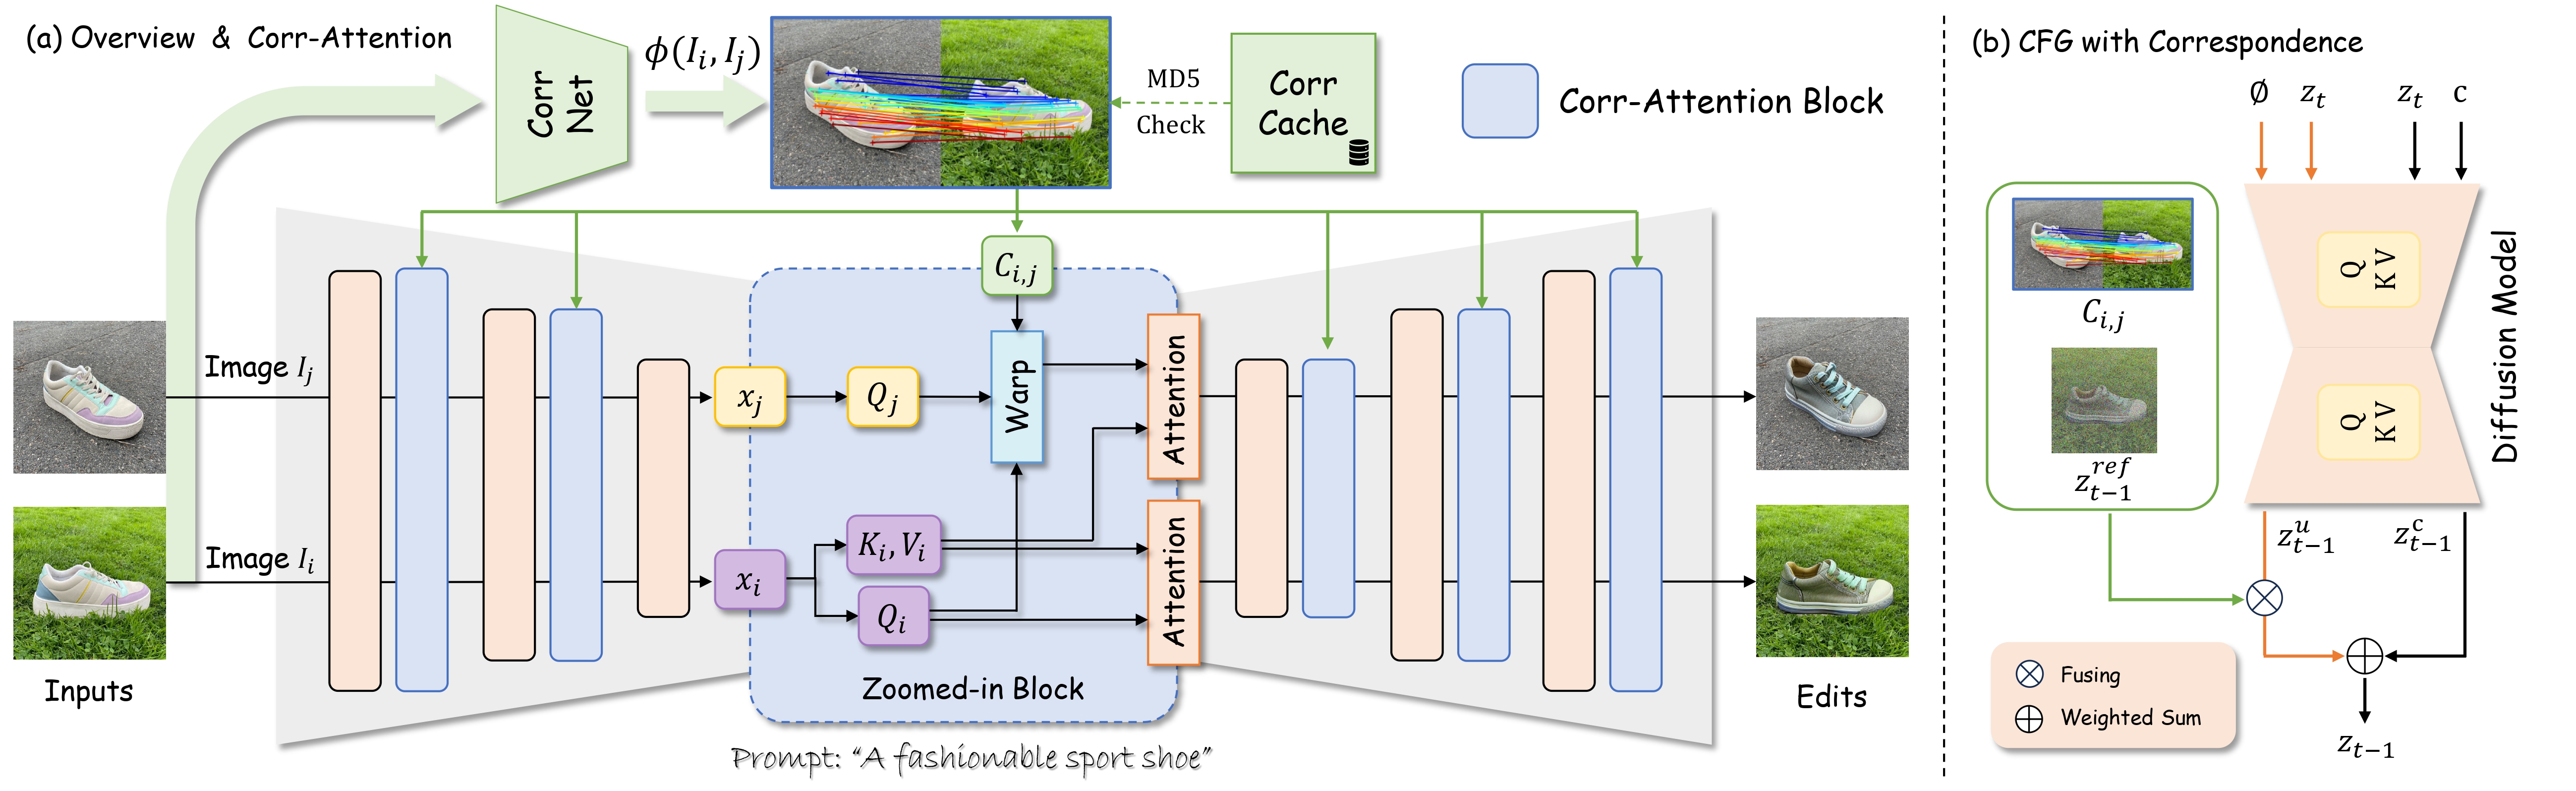 (a) Overview & Corr-Attention
Corr
Net
ϕ(I_i, I_j)
MD5
Check
Corr
Cache
Corr-Attention Block
C_{i,j}
Image I_j
x_j
Q_j
Warp
Attention
Image I_i
x_i
K_i, V_i
Q_i
Attention
Inputs
Zoomed-in Block
Edits
Prompt: “A fashionable sport shoe”
(b) CFG with Correspondence
∅ z_t z_t c
C_{i,j}
z_{t-1}^{ref}
Q
K V
Q
K V
Diffusion Model
z_{t-1}^u z_{t-1}^c
Fusing
Weighted Sum
z_{t-1}